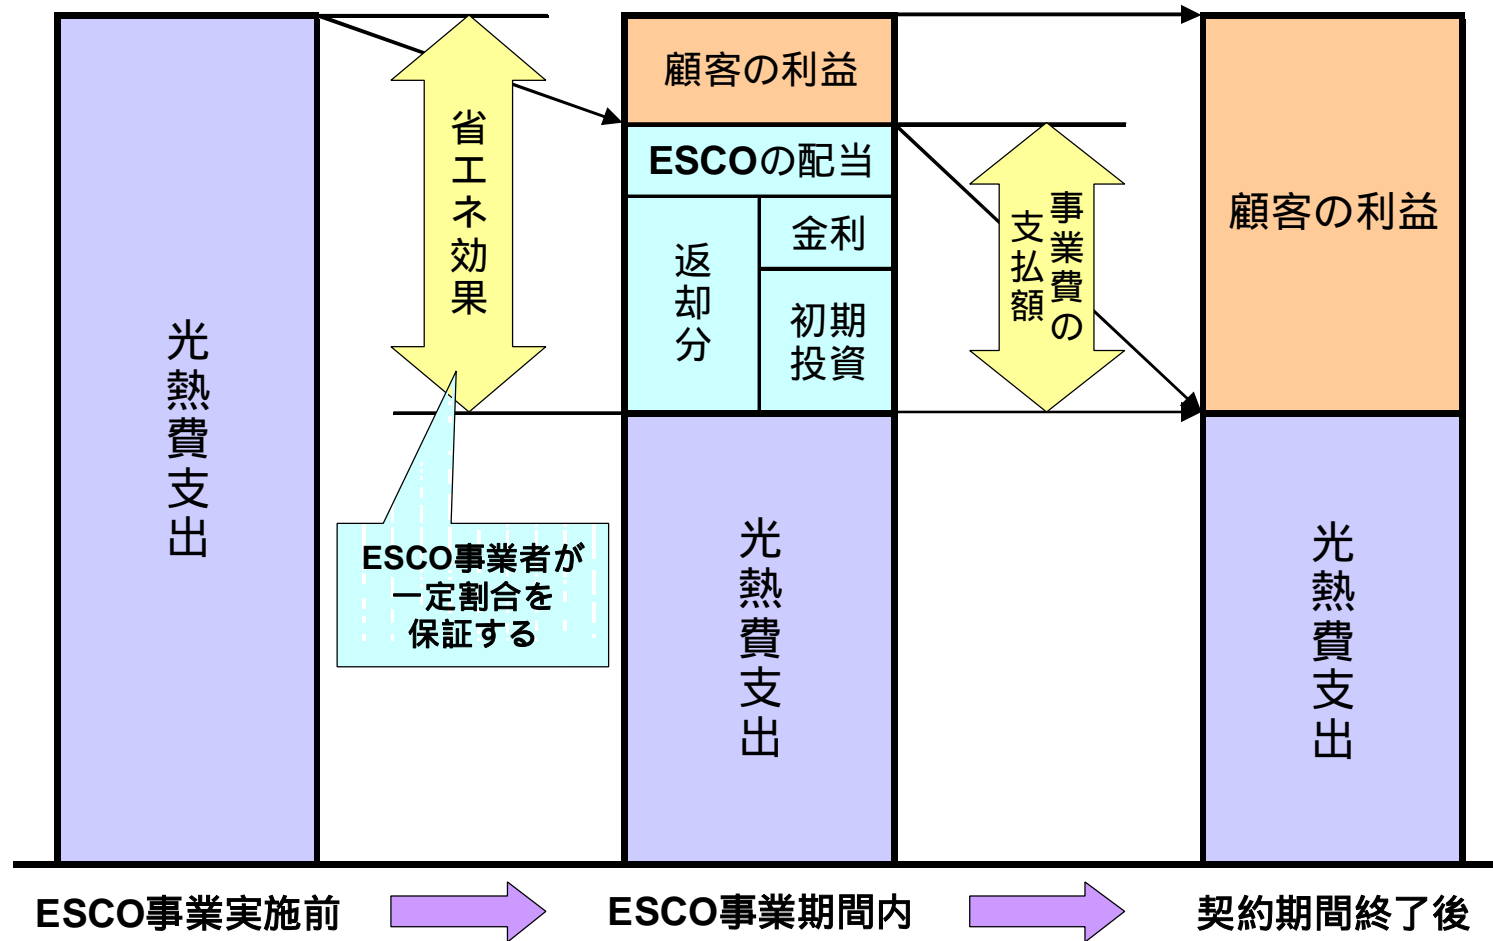 光熱費支出
省エネ効果
ESCO事業者が
一定割合を
保証する
顧客の利益
ESCOの配当
返却分
金利
初期
投資
光熱費支出
事業費の
支払額
顧客の利益
光熱費支出
ESCO事業実施前
ESCO事業期間内
契約期間終了後